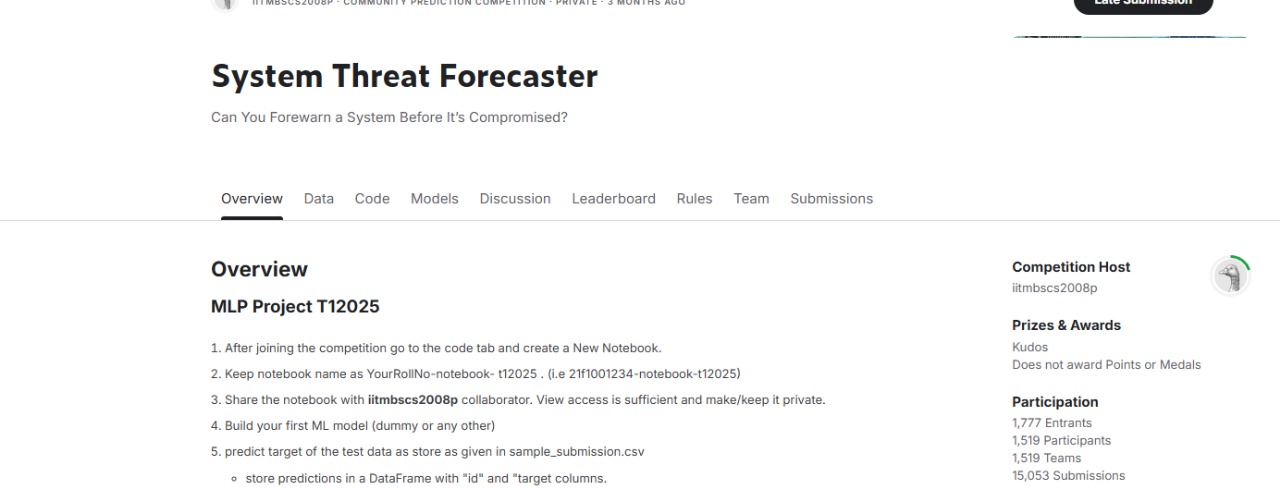 IITMBSCS2008P · COMMUNITY PREDICTION COMPETITION · PRIVATE · 3 MONTHS AGO
Late Submission
System Threat Forecaster
Can You Forewarn a System Before It’s Compromised?
Overview Data Code Models Discussion Leaderboard Rules Team Submissions
Overview
MLP Project T12025
1. After joining the competition go to the code tab and create a New Notebook.
2. Keep notebook name as YourRollNo-notebook- t12025 . (i.e 21f1001234-notebook-t12025)
3. Share the notebook with iitmbscs2008p collaborator. View access is sufficient and make/keep it private.
4. Build your first ML model (dummy or any other)
5. predict target of the test data as store as given in sample_submission.csv
store predictions in a DataFrame with "id" and "target columns.
Competition Host
iitmbscs2008p
Prizes & Awards
Kudos
Does not award Points or Medals
Participation
1,777 Entrants
1,519 Participants
1,519 Teams
15,053 Submissions